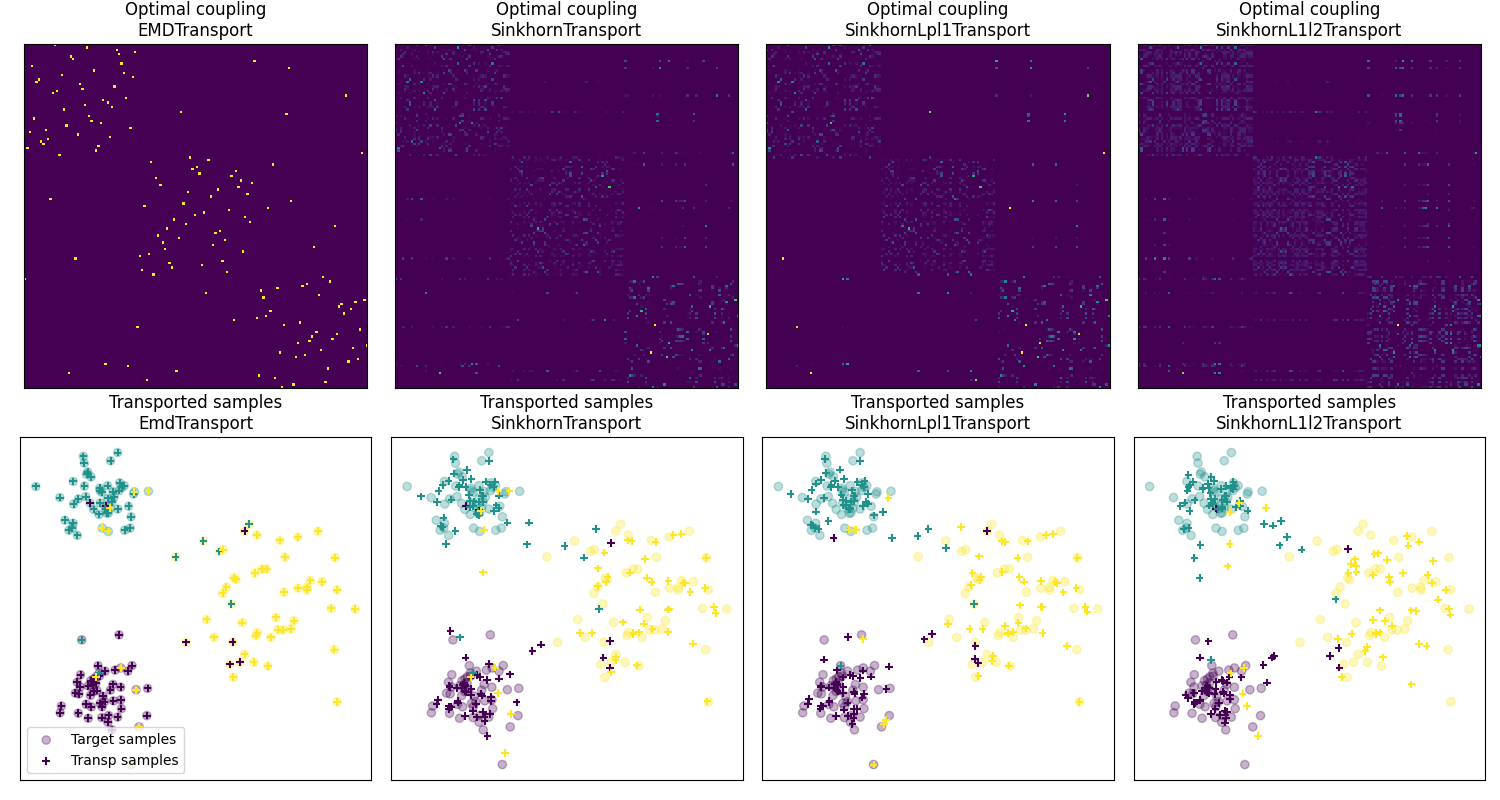 Optimal coupling
EMDTransport
Optimal coupling
SinkhornTransport
Optimal coupling
SinkhornLpl1Transport
Optimal coupling
SinkhornL1l2Transport
Transported samples
EmdTransport
Transported samples
SinkhornTransport
Transported samples
SinkhornLpl1Transport
Transported samples
SinkhornL1l2Transport
Target samples
Transp samples